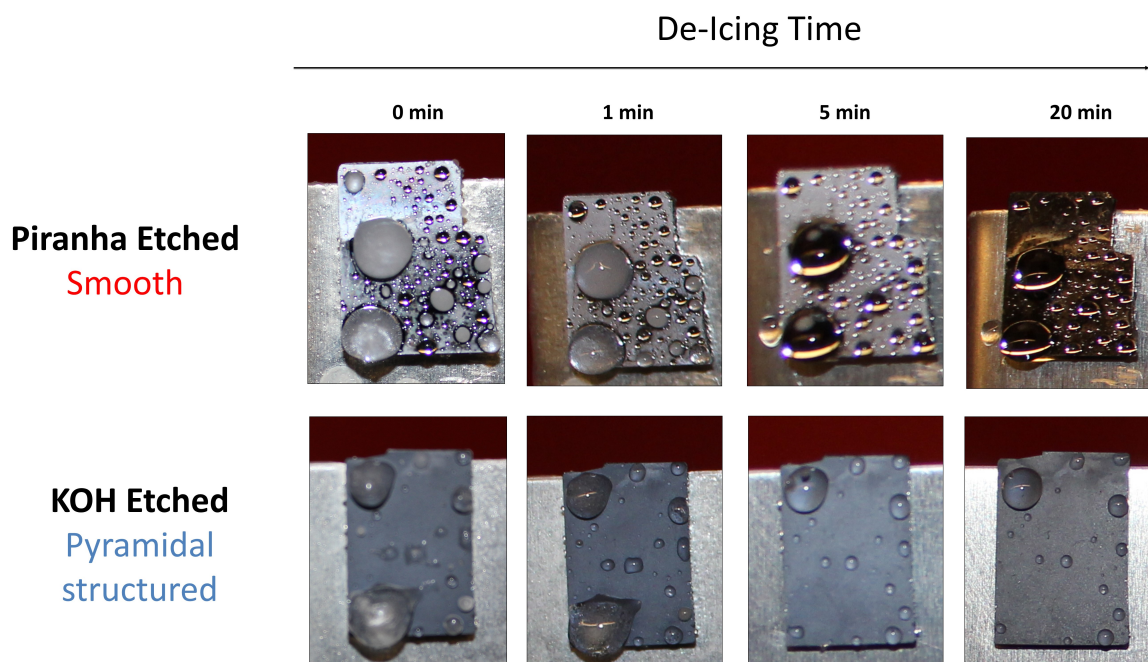 De-Icing Time
0 min
1 min
5 min
20 min
Piranha Etched
Smooth
KOH Etched
Pyramidal
structured